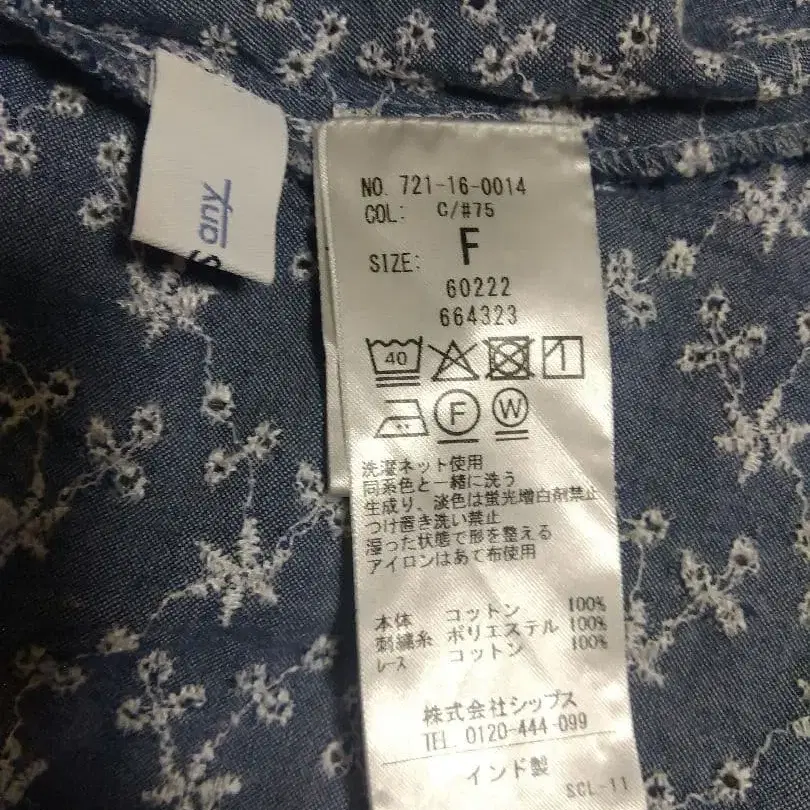 NO. 721-16-0014
COL: C/#75
SIZE: F
60222
664323
40
F
W
洗濯ネット使用
同系色と一緒に洗う
生成り、淡色は蛍光増白剤禁止
つけ置き洗い禁止
湿った状態で形を整える
アイロンはあて布使用
本体 コットン 100%
刺繍糸 ポリエステル 100%
レース コットン 100%
株式会社シップス
TEL 0120-444-099
インド製
SCL-11